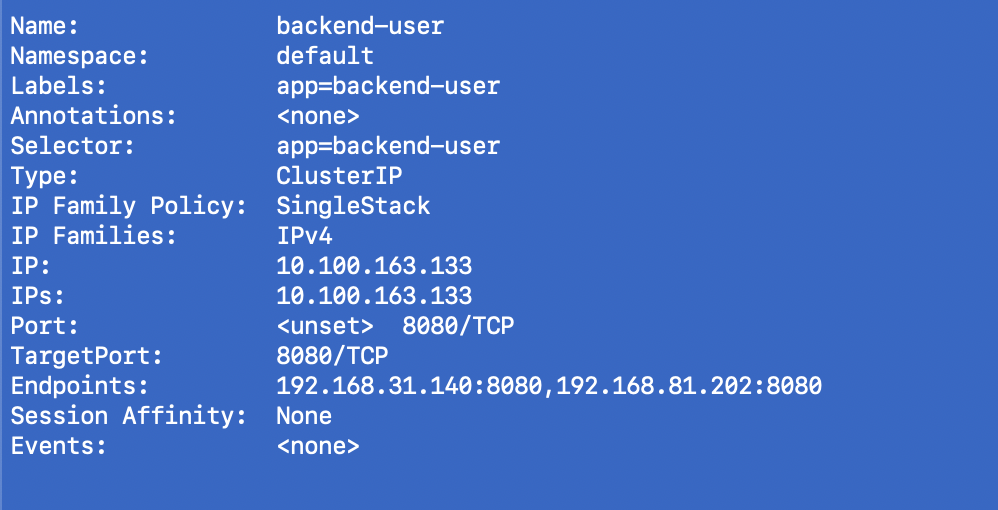 Name: backend-user
Namespace: default
Labels: app=backend-user
Annotations: <none>
Selector: app=backend-user
Type: ClusterIP
IP Family Policy: SingleStack
IP Families: IPv4
IP: 10.100.163.133
IPs: 10.100.163.133
Port: <unset> 8080/TCP
TargetPort: 8080/TCP
Endpoints: 192.168.31.140:8080,192.168.81.202:8080
Session Affinity: None
Events: <none>